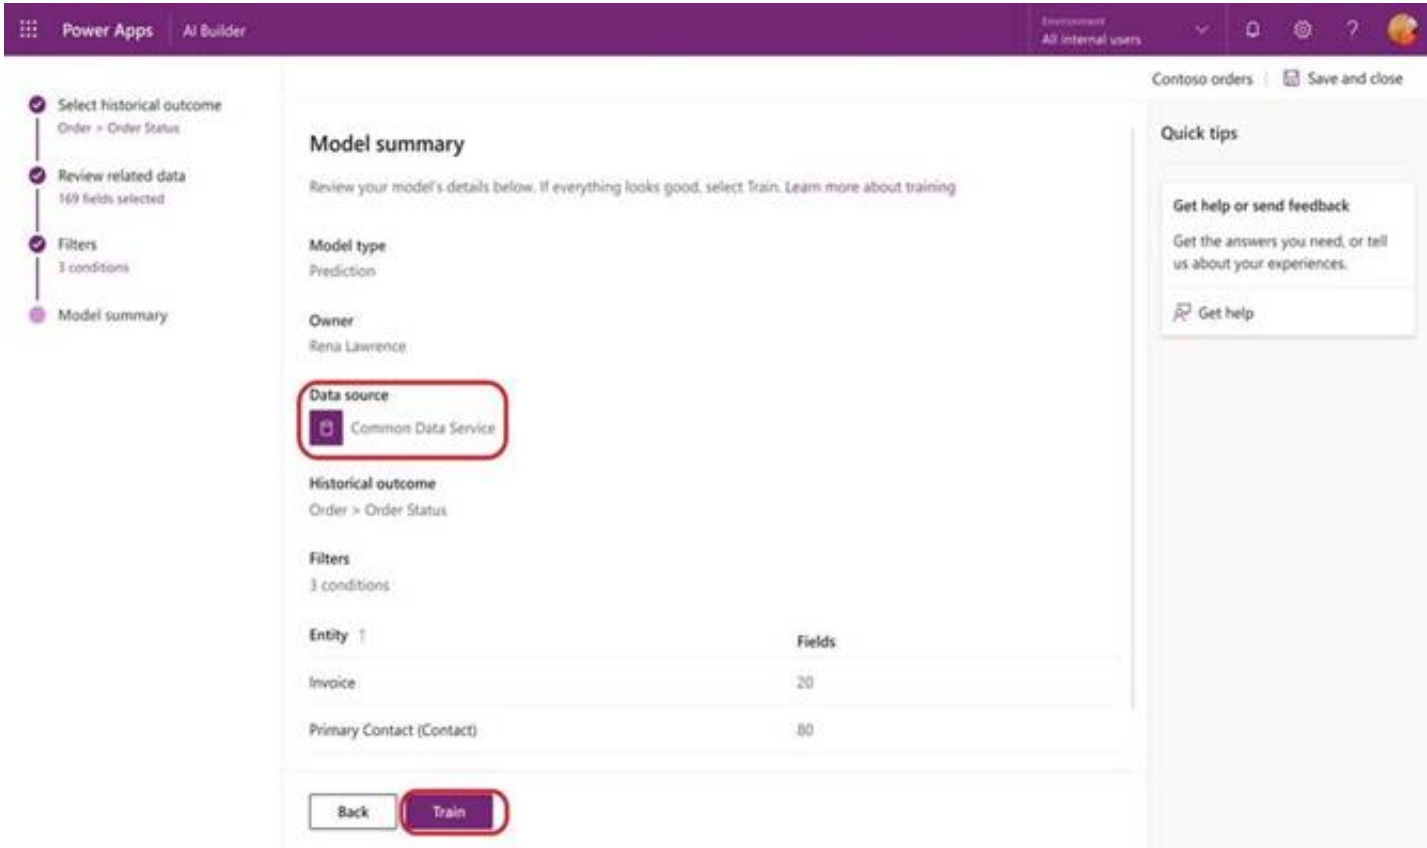 Power Apps AI Builder
Environment
All internal users
?
Contoso orders Save and close
Select historical outcome
Order > Order Status
Review related data
169 fields selected
Filters
3 conditions
Model summary
Model summary
Review your model's details below. If everything looks good, select Train. Learn more about training
Model type
Prediction
Owner
Rena Lawrence
Data source
Common Data Service
Historical outcome
Order > Order Status
Filters
3 conditions
Entity ↑ Fields
Invoice 20
Primary Contact (Contact) 80
Back Train
Quick tips
Get help or send feedback
Get the answers you need, or tell
us about your experiences.
Get help